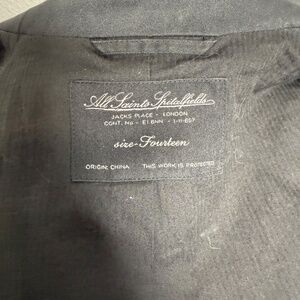 All Saints Spitalfields
JACKS PLACE - LONDON
CONT. No - E1 6NN - 1-11-E07
size-Fourteen
ORIGIN: CHINA THIS WORK IS PROTECTED